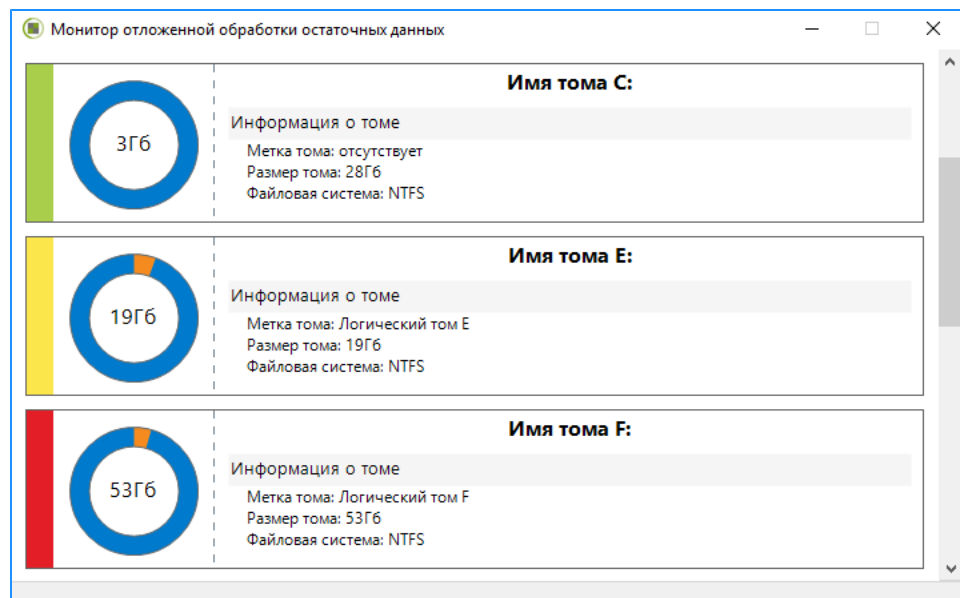 Монитор отложенной обработки остаточных данных
Имя тома C:
3Гб
Информация о томе
Метка тома: отсутствует
Размер тома: 28Гб
Файловая система: NTFS
Имя тома E:
19Гб
Информация о томе
Метка тома: Логический том E
Размер тома: 19Гб
Файловая система: NTFS
Имя тома F:
53Гб
Информация о томе
Метка тома: Логический том F
Размер тома: 53Гб
Файловая система: NTFS